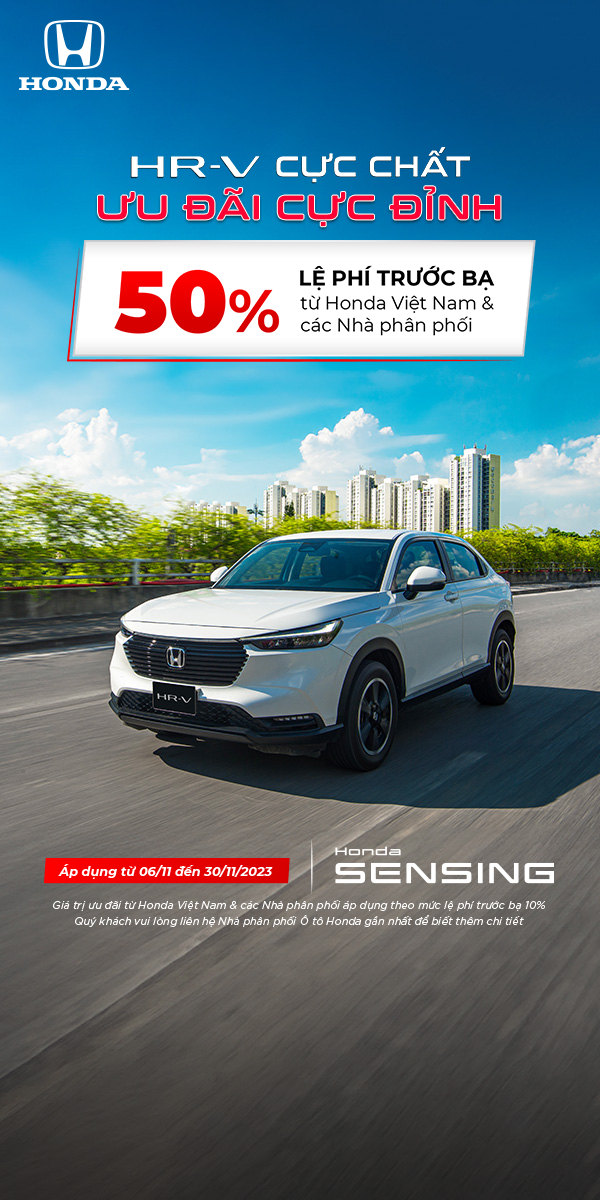 HONDA
HR-V CỰC CHẤT
ƯU ĐÃI CỰC ĐỈNH
50%
LỆ PHÍ TRƯỚC BẠ
từ Honda Việt Nam &
các Nhà phân phối
HR-V
Áp dụng từ 06/11 đến 30/11/2023
Honda
SENSING
Giá trị ưu đãi từ Honda Việt Nam & các Nhà phân phối áp dụng theo mức lệ phí trước bạ 10%
Quý khách vui lòng liên hệ Nhà phân phối Ô tô Honda gần nhất để biết thêm chi tiết